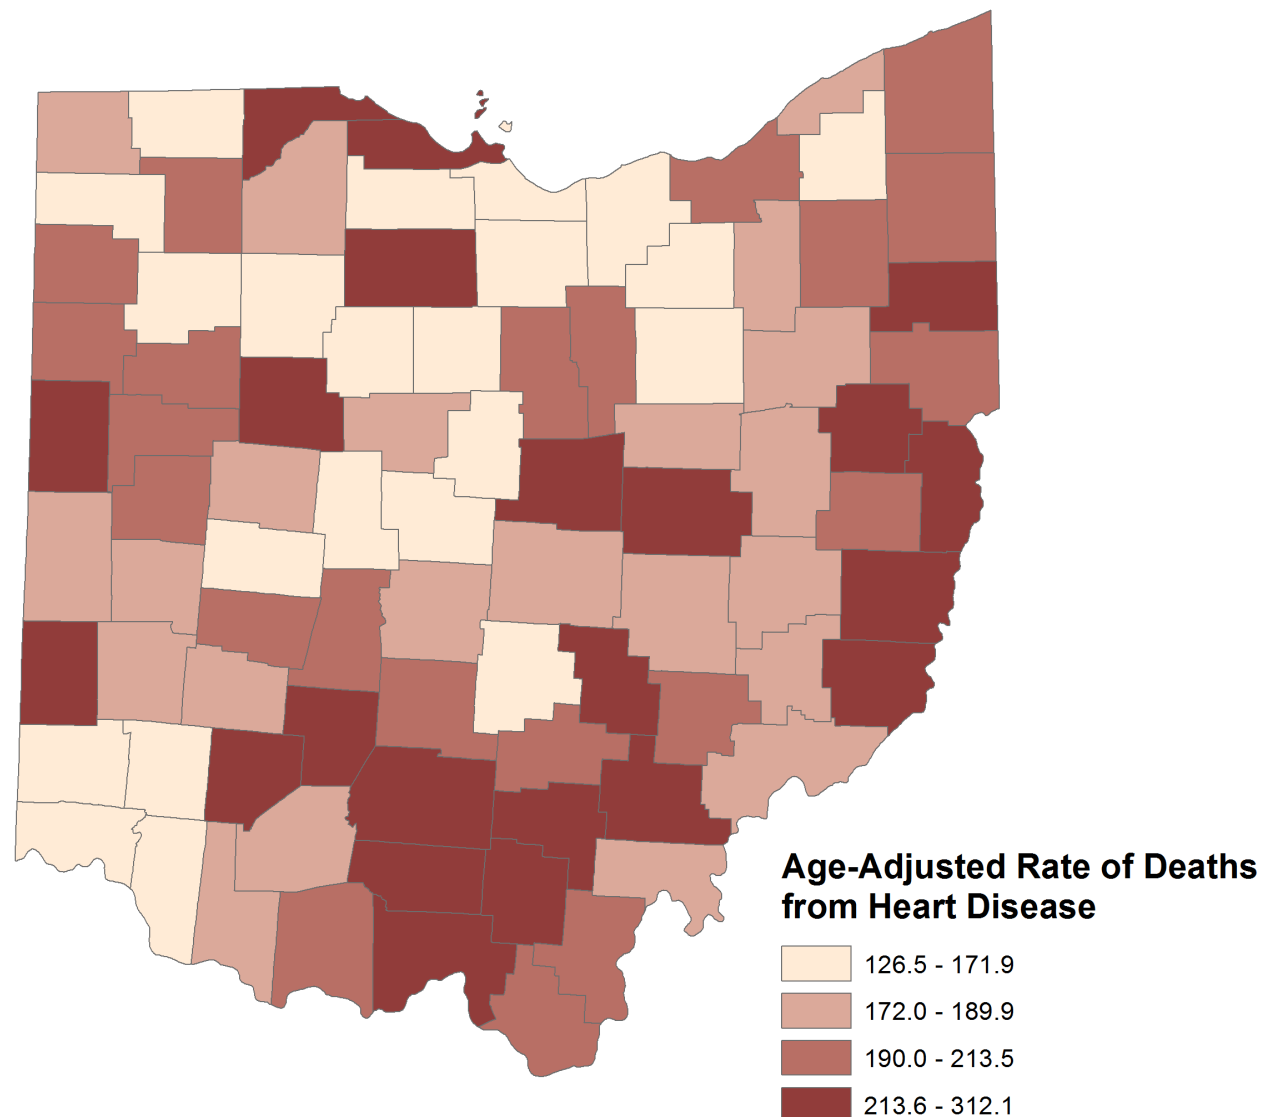 Age-Adjusted Rate of Deaths
from Heart Disease
126.5 - 171.9
172.0 - 189.9
190.0 - 213.5
213.6 - 312.1